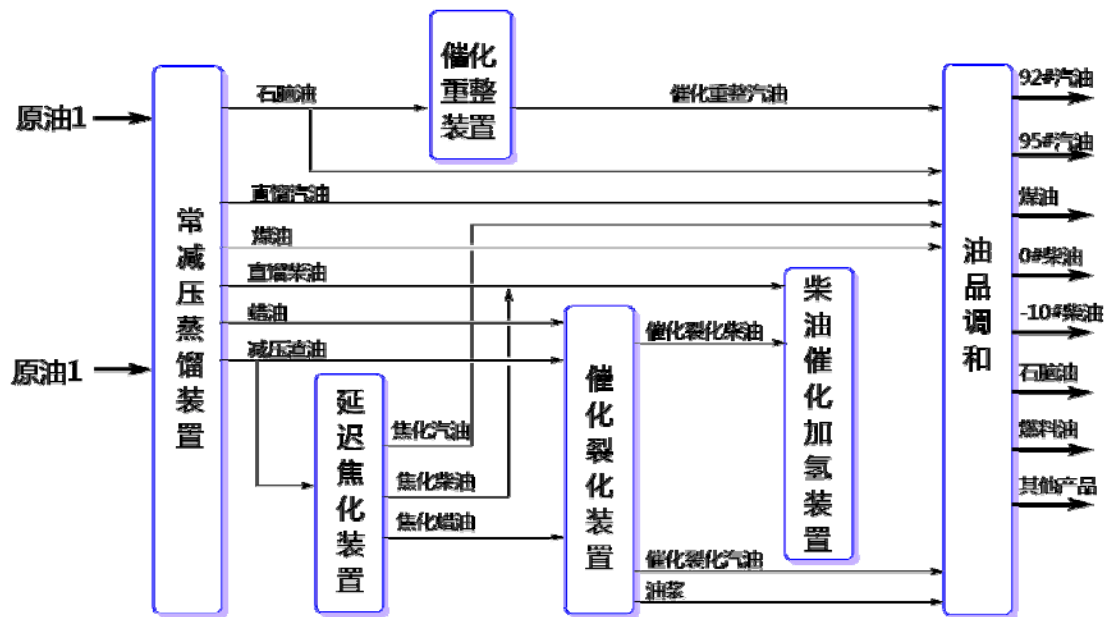 原油1
原油1
常减压蒸馏装置
石脑油
直馏汽油
煤油
直馏柴油
蜡油
减压渣油
催化重整装置
催化重整汽油
延迟焦化装置
焦化汽油
焦化柴油
焦化蜡油
催化裂化装置
催化裂化柴油
催化裂化汽油
油浆
柴油催化加氢装置
油品调和
92#汽油
95#汽油
煤油
0#柴油
-10#柴油
石脑油
燃料油
其他产品